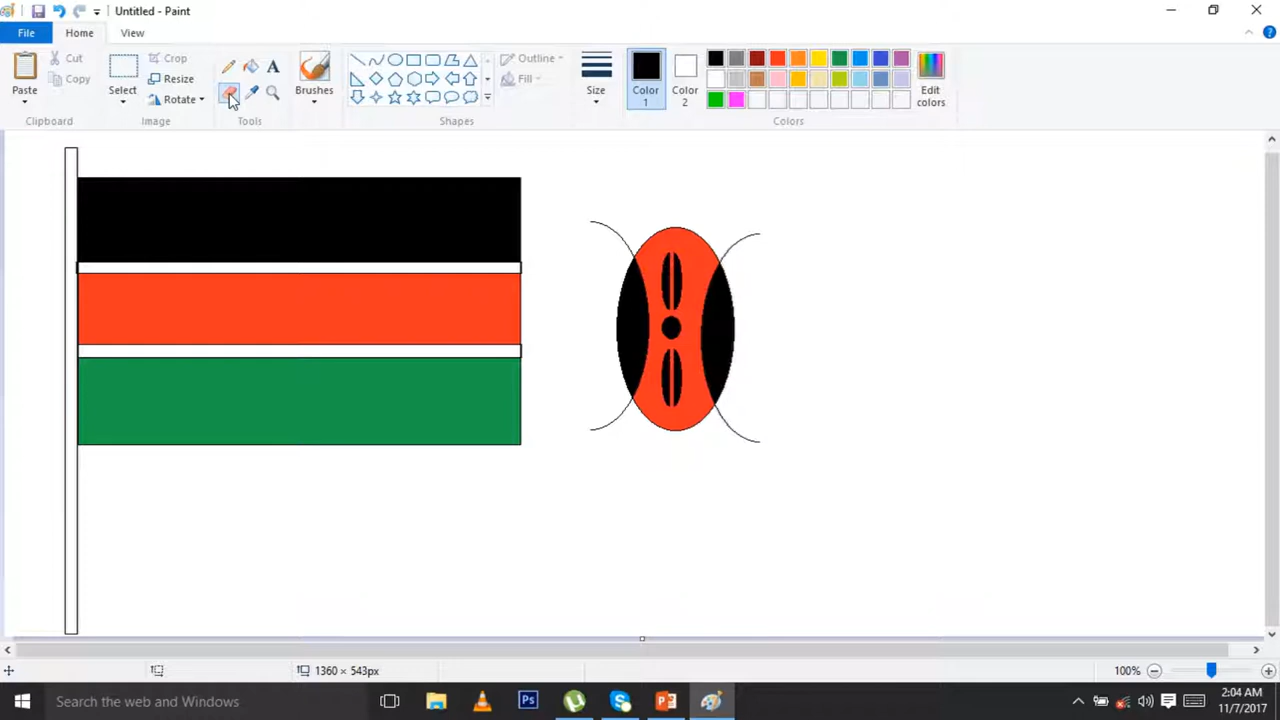 Untitled - Paint
File
Home
View
Paste
Cut
Copy
Clipboard
Select
Crop
Resize
Rotate
Image
A
Tools
Brushes
Outline
Fill
Shapes
Size
Color 1
Color 2
Edit colors
Colors
1360 × 543px
100%
Search the web and Windows
Ps
2:04 AM
11/7/2017